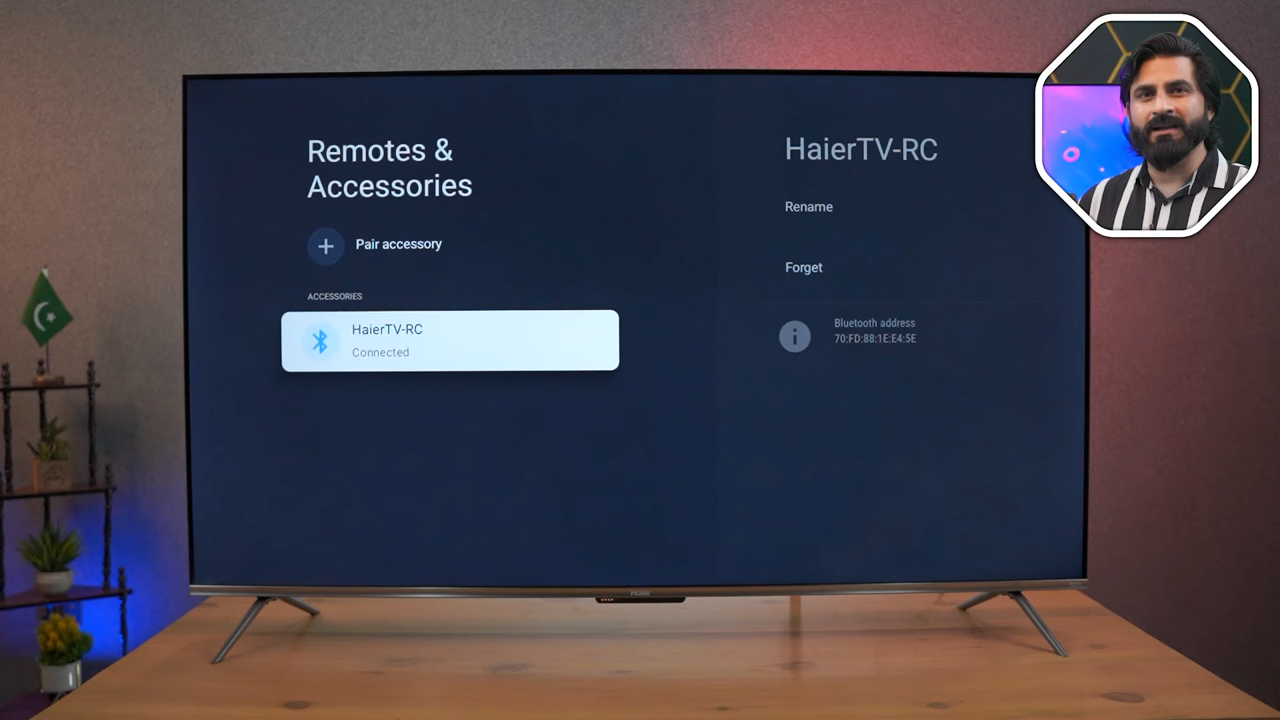 Remotes &
Accessories
Pair accessory
ACCESSORIES
HaierTV-RC
Connected
HaierTV-RC
Rename
Forget
Bluetooth address
70:FD:88:1E:E4:5E
Haier